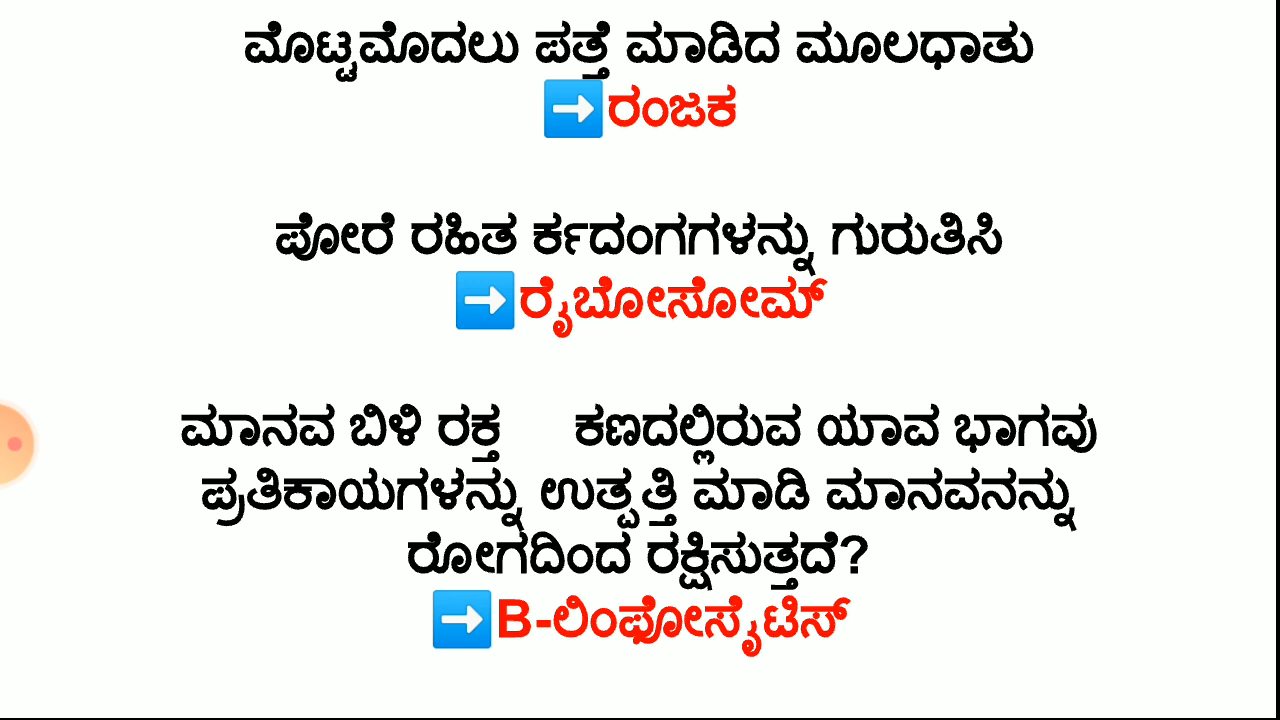 ಮೊಟ್ಟಮೊದಲು ಪತ್ತೆ ಮಾಡಿದ ಮೂಲಧಾತು
➡ರಂಜಕ
ಪೋರೆ ರಹಿತ ರ್ಕದಂಗಗಳನ್ನು ಗುರುತಿಸಿ
➡ರೈಬೋಸೋಮ್
ಮಾನವ ಬಿಳಿ ರಕ್ತ ಕಣದಲ್ಲಿರುವ ಯಾವ ಭಾಗವು
ಪ್ರತಿಕಾಯಗಳನ್ನು ಉತ್ಪತ್ತಿ ಮಾಡಿ ಮಾನವನನ್ನು
ರೋಗದಿಂದ ರಕ್ಷಿಸುತ್ತದೆ?
➡B-ಲಿಂಫೋಸೈಟಿಸ್